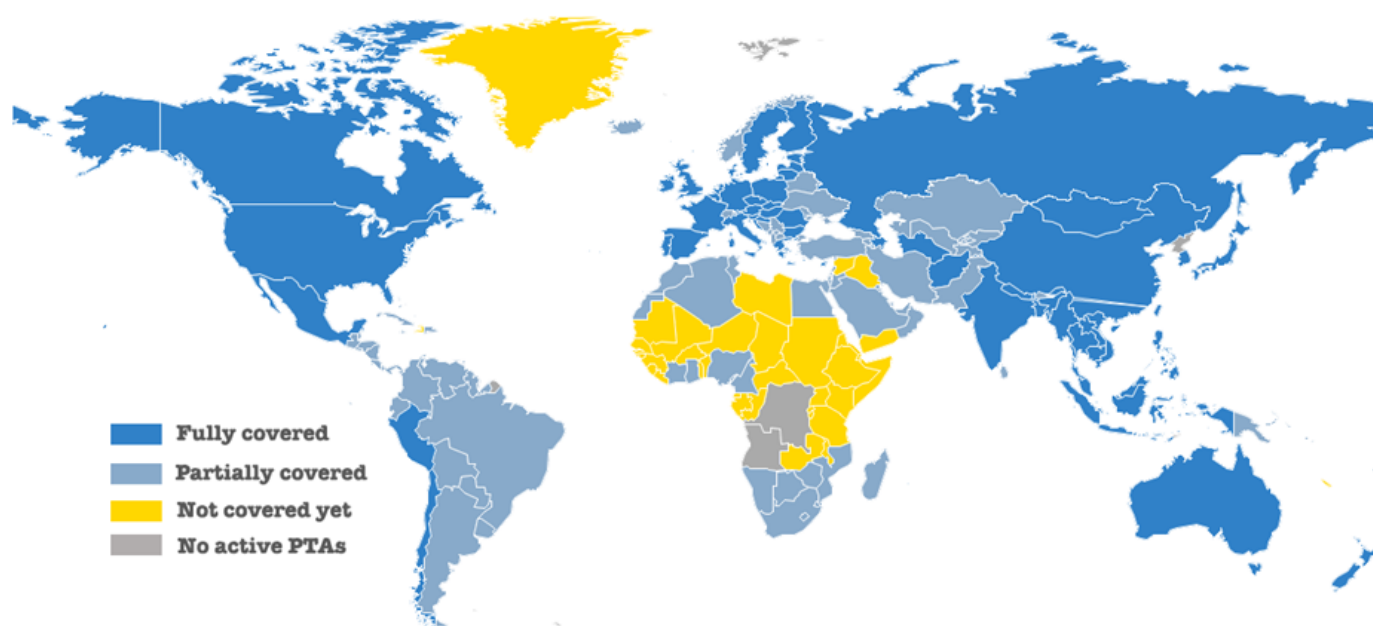 Fully covered
Partially covered
Not covered yet
No active PTAs